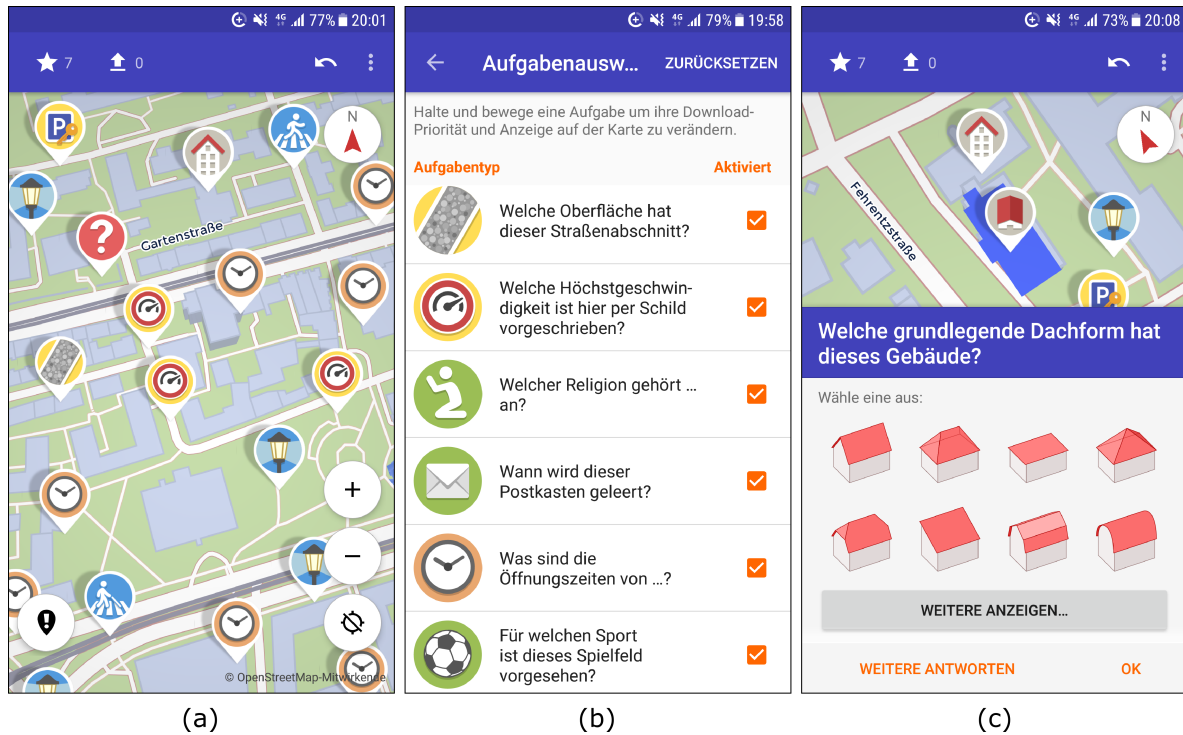 4G 77% 20:01
7 0
N
P
?
Gartenstraße
+
−
© OpenStreetMap-Mitwirkende
(a)
4G 79% 19:58
Aufgabenausw... ZURÜCKSETZEN
Halte und bewege eine Aufgabe um ihre Download-
Priorität und Anzeige auf der Karte zu verändern.
Aufgabentyp Aktiviert
Welche Oberfläche hat
dieser Straßenabschnitt?
Welche Höchstgeschwin-
digkeit ist hier per Schild
vorgeschrieben?
Welcher Religion gehört ...
an?
Wann wird dieser
Postkasten geleert?
Was sind die
Öffnungszeiten von ...?
Für welchen Sport
ist dieses Spielfeld
vorgesehen?
(b)
4G 73% 20:08
7 0
N
Fehrentzstraße
P
Welche grundlegende Dachform hat
dieses Gebäude?
Wähle eine aus:
WEITERE ANZEIGEN...
WEITERE ANTWORTEN OK
(c)